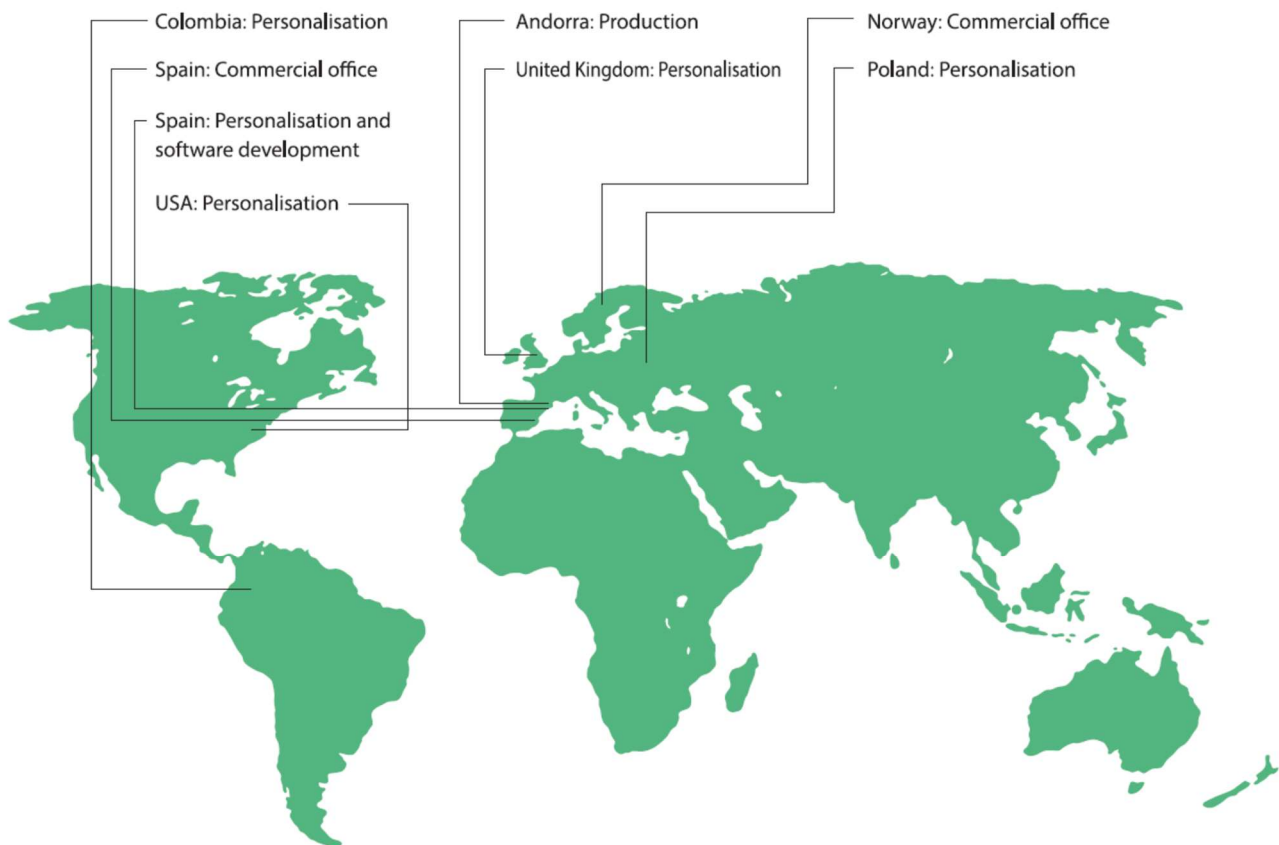 Colombia: Personalisation
Spain: Commercial office
Spain: Personalisation and
software development
USA: Personalisation
Andorra: Production
United Kingdom: Personalisation
Norway: Commercial office
Poland: Personalisation